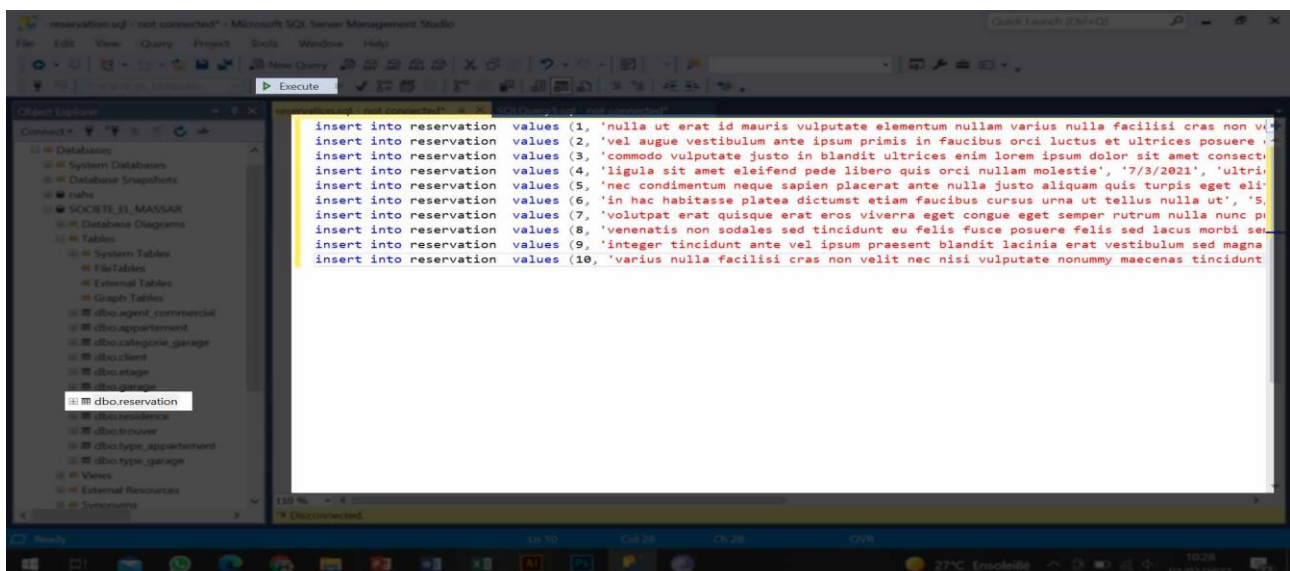 reservation.sql - not connected* - Microsoft SQL Server Management Studio
Quick Launch (Ctrl+Q)
File Edit View Query Project Tools Window Help
New Query
Execute
Object Explorer
reservation.sql - not connected*
SQLQuery1.sql - not connected*
Connect
Databases
System Databases
Database Snapshots
SOCIETE_EL_MASSAR
Database Diagrams
Tables
System Tables
FileTables
External Tables
Graph Tables
dbo.agent_commercial
dbo.appartement
dbo.categorie_garage
dbo.client
dbo.etage
dbo.garage
dbo.reservation
dbo.residence
dbo.trouver
dbo.type_appartement
dbo.type_garage
Views
External Resources
Synonyms
insert into reservation values (1, 'nulla ut erat id mauris vulputate elementum nullam varius nulla facilisi cras non
insert into reservation values (2, 'vel augue vestibulum ante ipsum primis in faucibus orci luctus et ultrices posuere
insert into reservation values (3, 'commodo vulputate justo in blandit ultrices enim lorem ipsum dolor sit amet consect
insert into reservation values (4, 'ligula sit amet eleifend pede libero quis orci nullam molestie', '7/3/2021', 'ultri
insert into reservation values (5, 'nec condimentum neque sapien placerat ante nulla justo aliquam quis turpis eget eli
insert into reservation values (6, 'in hac habitasse platea dictumst etiam faucibus cursus urna ut tellus nulla ut', '5
insert into reservation values (7, 'volutpat erat quisque erat eros viverra eget congue eget semper rutrum nulla nunc
insert into reservation values (8, 'venenatis non sodales sed tincidunt eu felis fusce posuere felis sed lacus morbi
insert into reservation values (9, 'integer tincidunt ante vel ipsum praesent blandit lacinia erat vestibulum sed magna
insert into reservation values (10, 'varius nulla facilisi cras non velit nec nisi vulputate nonummy maecenas tincidunt
110 %
Disconnected.
Ready Ln 10 Col 28 Ch 28 OVR
27°C Ensoleillé 10:28